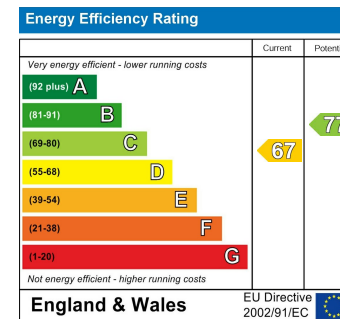 Energy Efficiency Rating
Current Potenti
Very energy efficient - lower running costs
(92 plus) A
(81-91) B
77
(69-80) C
67
(55-68) D
(39-54) E
(21-38) F
(1-20) G
Not energy efficient - higher running costs
England & Wales
EU Directive
2002/91/EC